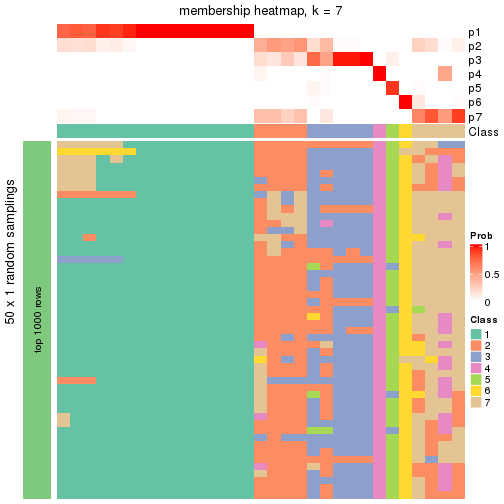 membership heatmap, k = 7
p1
p2
p3
p4
p5
p6
p7
Class
50 x 1 random samplings
top 1000 rows
Prob
1
0.5
0
Class
1
2
3
4
5
6
7